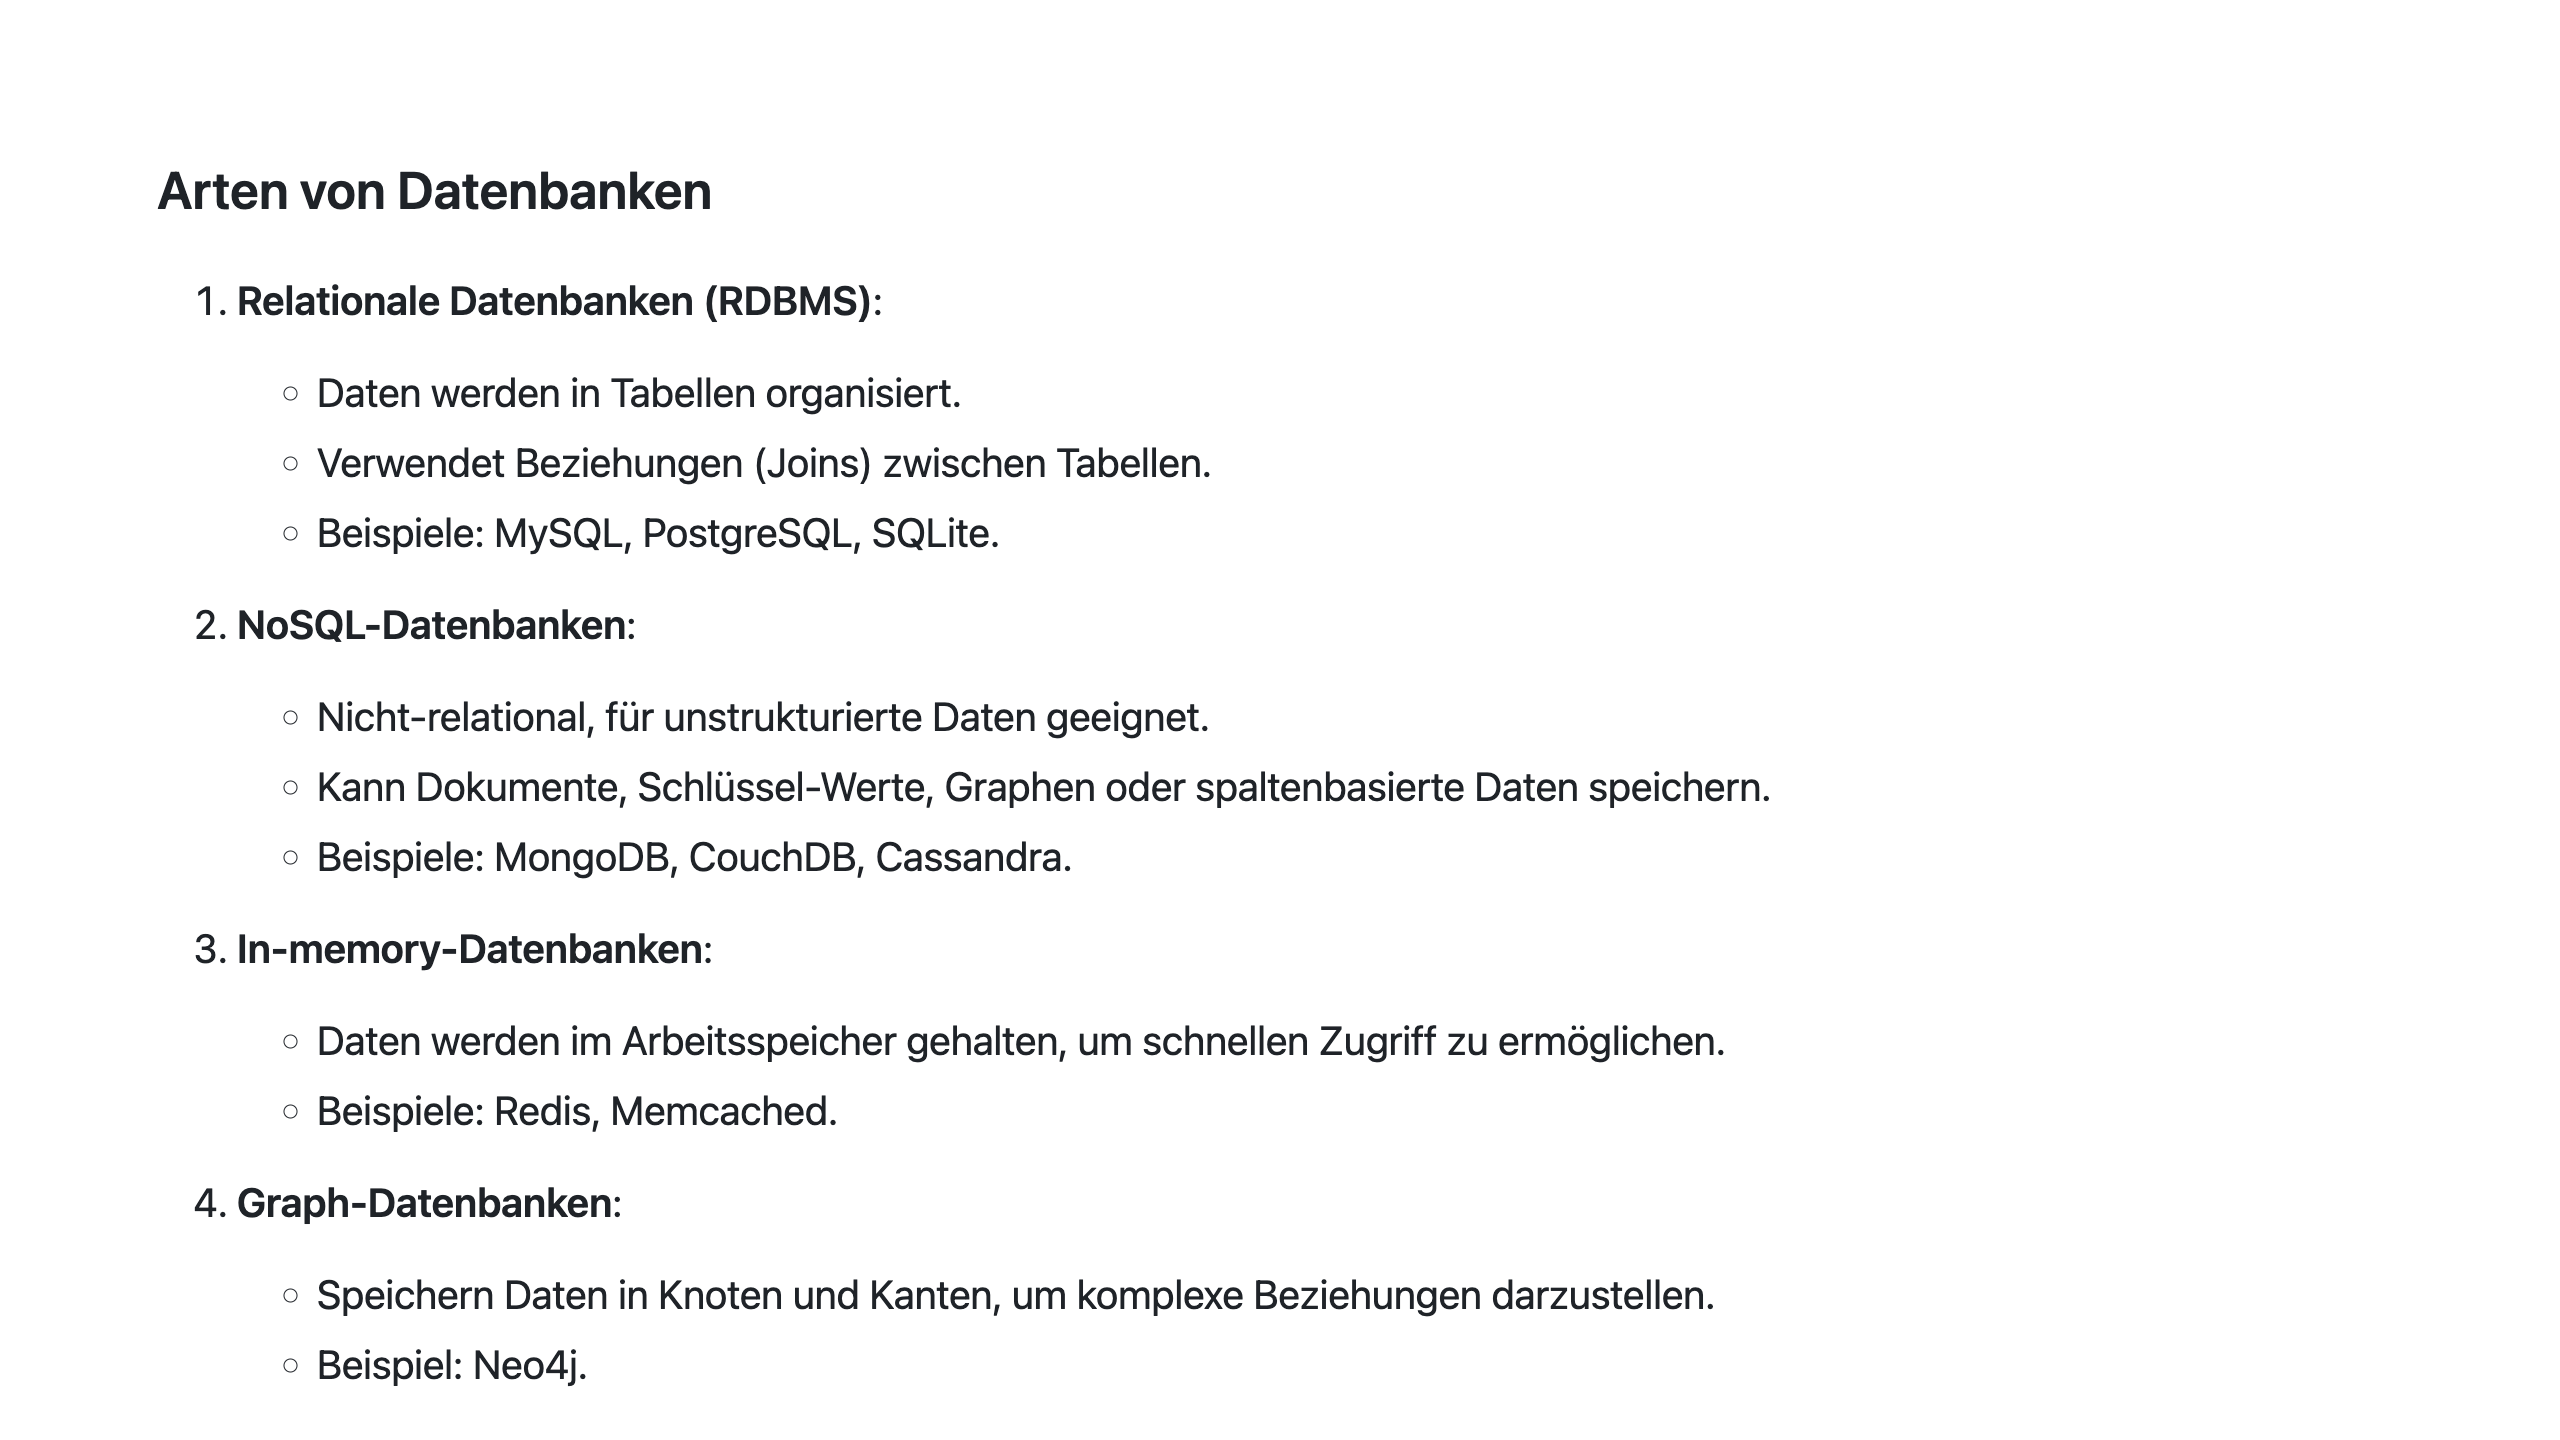 Arten von Datenbanken
1. Relationale Datenbanken (RDBMS):
○ Daten werden in Tabellen organisiert.
○ Verwendet Beziehungen (Joins) zwischen Tabellen.
○ Beispiele: MySQL, PostgreSQL, SQLite.
2. NoSQL-Datenbanken:
○ Nicht-relational, für unstrukturierte Daten geeignet.
○ Kann Dokumente, Schlüssel-Werte, Graphen oder spaltenbasierte Daten speichern.
○ Beispiele: MongoDB, CouchDB, Cassandra.
3. In-memory-Datenbanken:
○ Daten werden im Arbeitsspeicher gehalten, um schnellen Zugriff zu ermöglichen.
○ Beispiele: Redis, Memcached.
4. Graph-Datenbanken:
○ Speichern Daten in Knoten und Kanten, um komplexe Beziehungen darzustellen.
○ Beispiel: Neo4j.